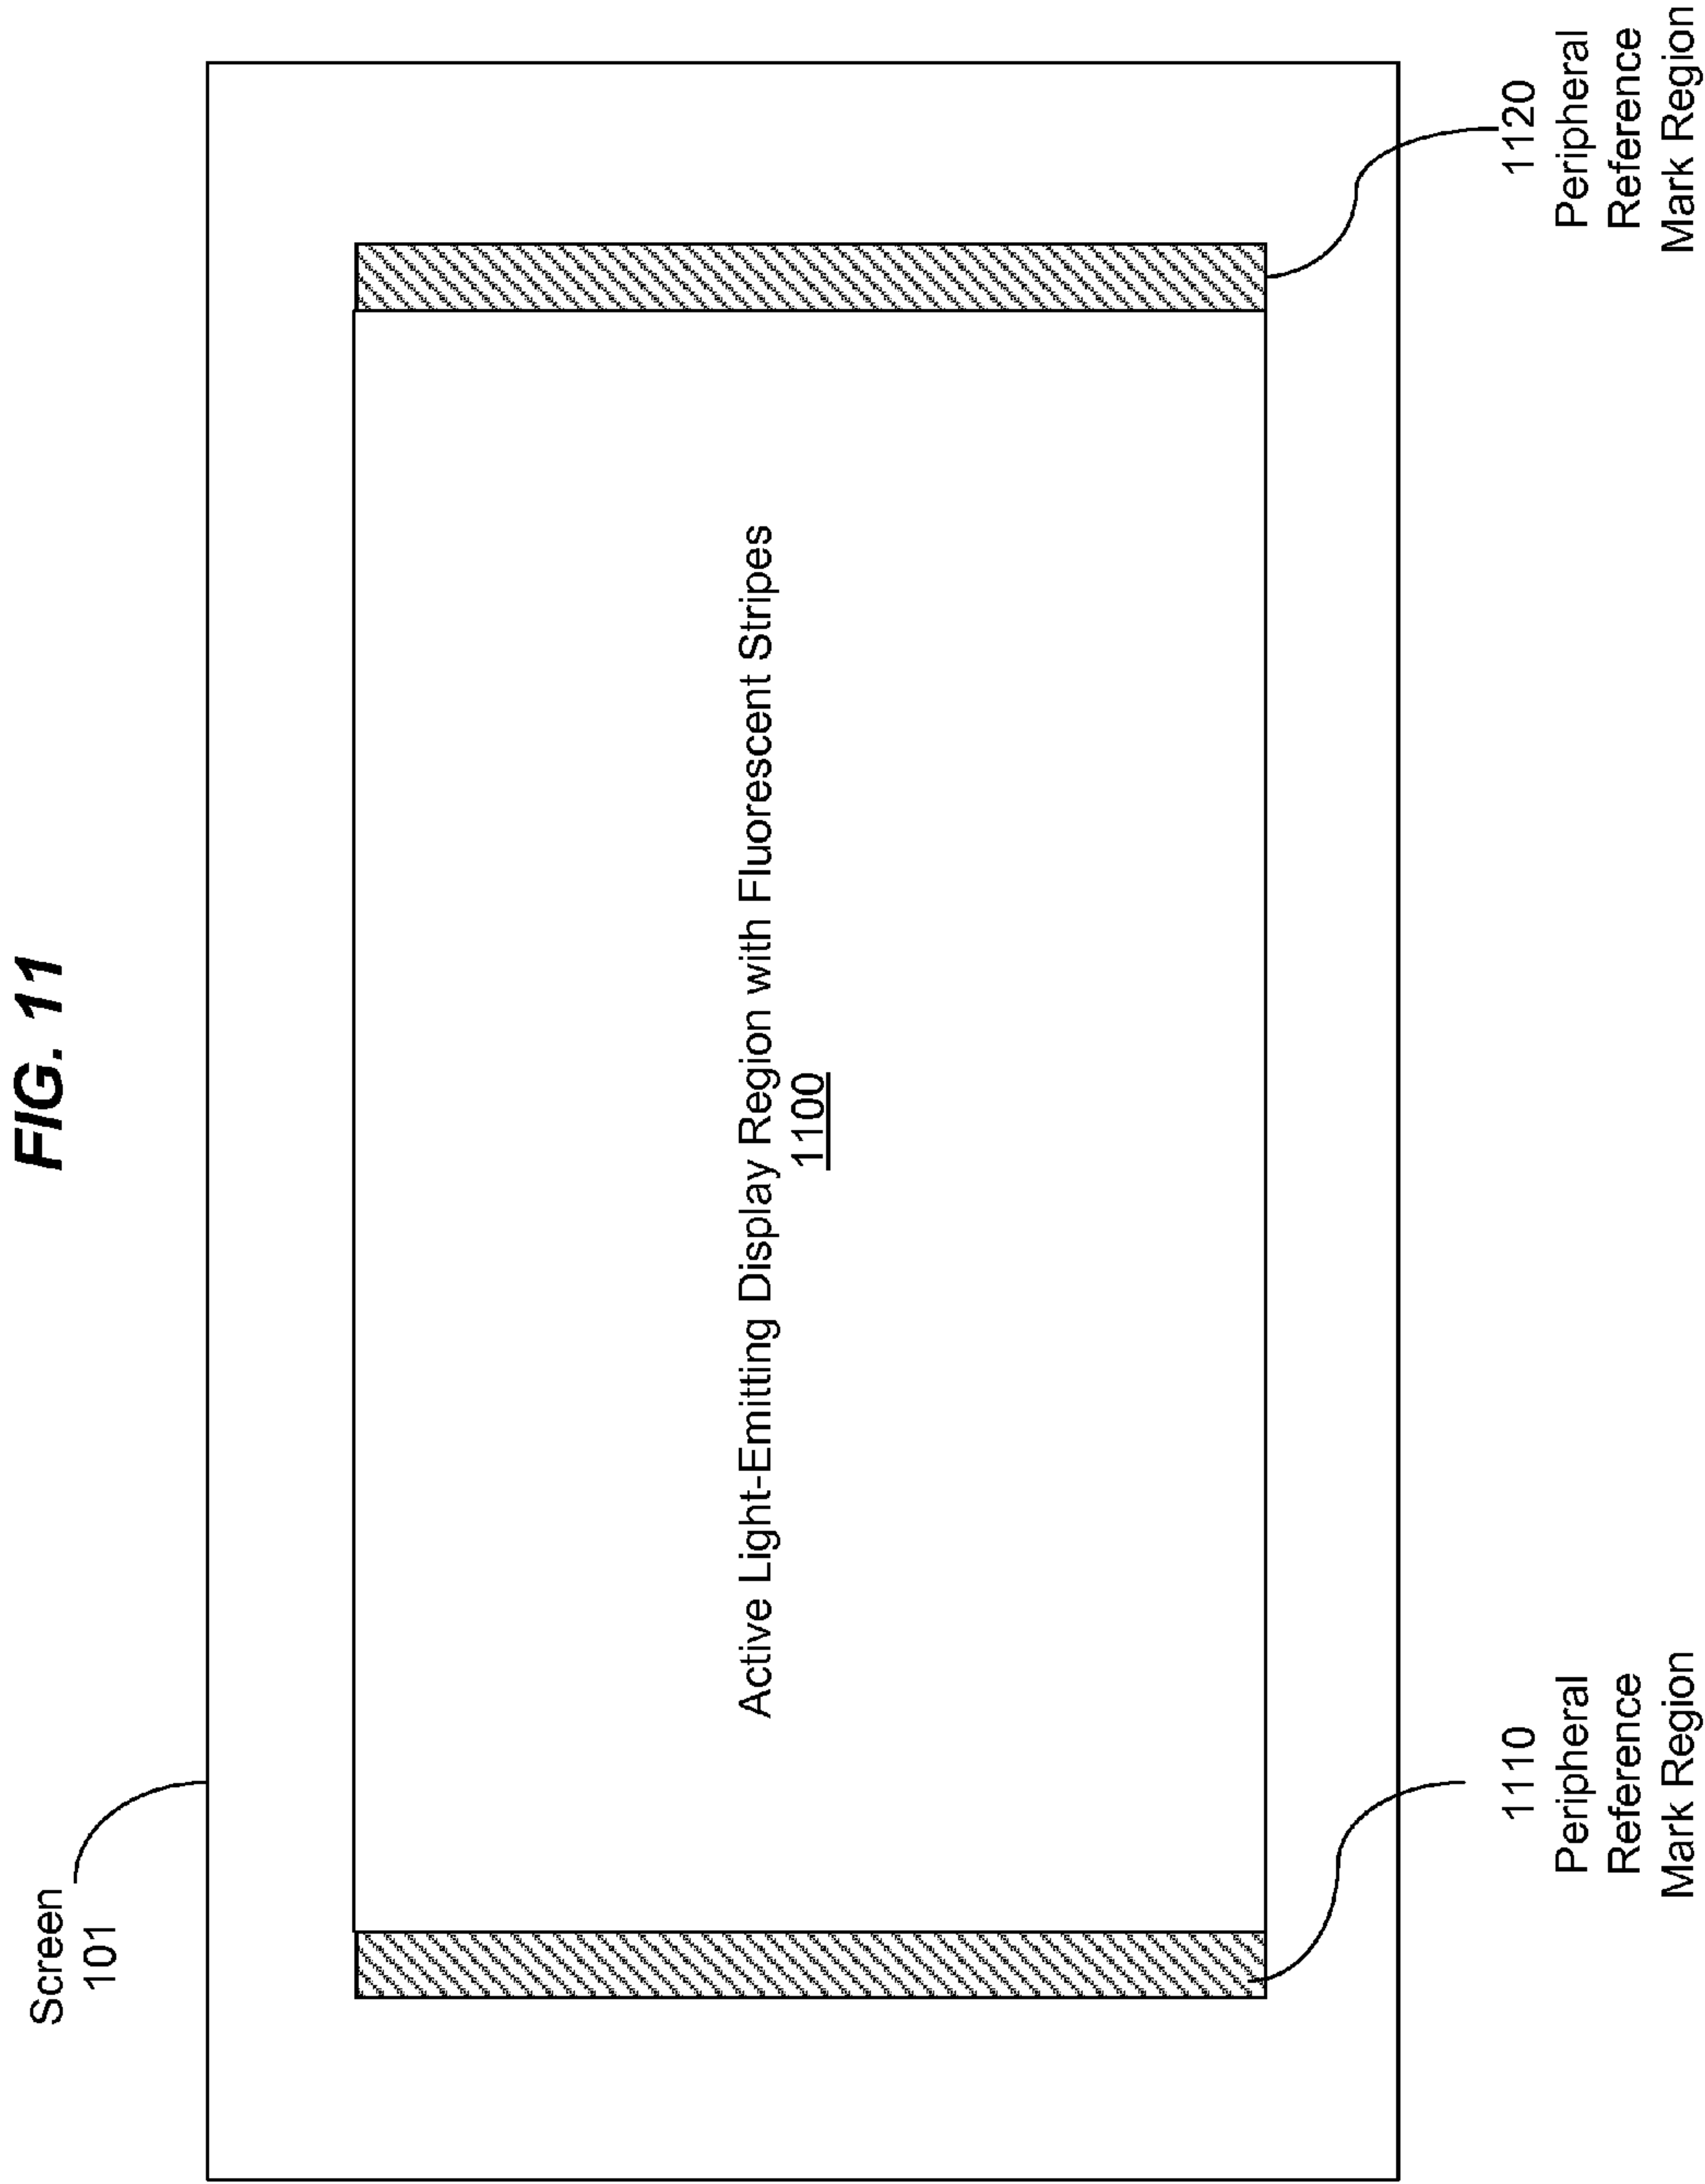 FIG. 11
Screen
101
Active Light-Emitting Display Region with Fluorescent Stripes
1100
1110
Peripheral
Reference
Mark Region
1120
Peripheral
Reference
Mark Region